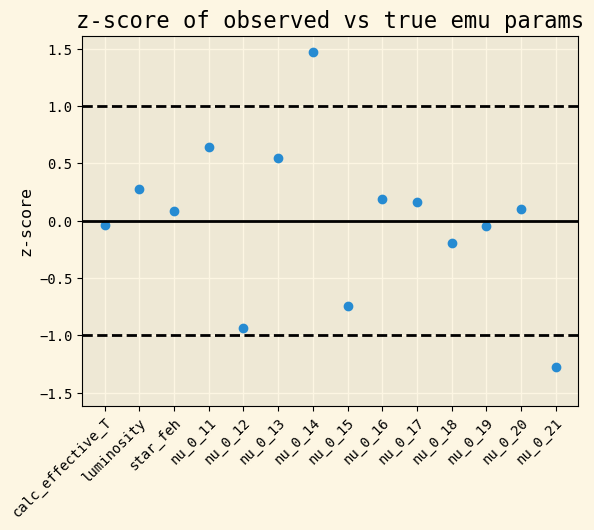 z-score of observed vs true emu params
z-score
1.5
1.0
0.5
0.0
−0.5
−1.0
−1.5
calc_effective_T
luminosity
star_feh
nu_0_11
nu_0_12
nu_0_13
nu_0_14
nu_0_15
nu_0_16
nu_0_17
nu_0_18
nu_0_19
nu_0_20
nu_0_21